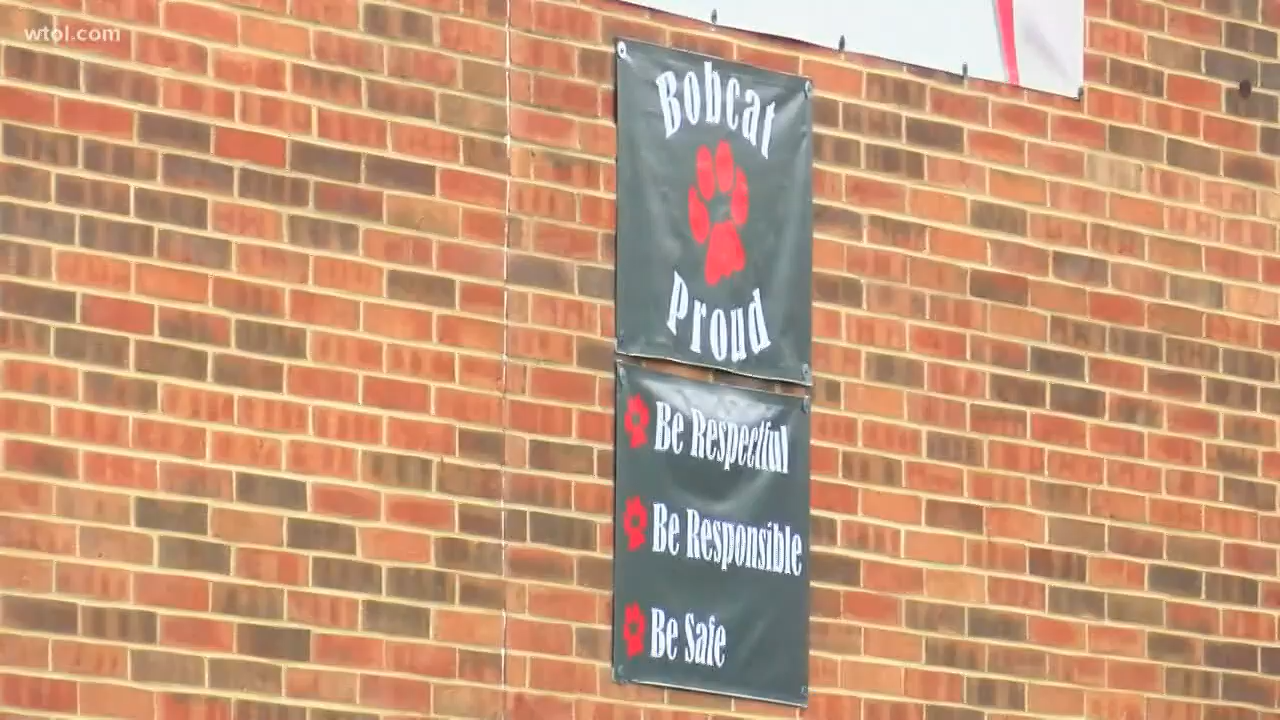 wtol.com
Bobcat
Proud
Be Respectful
Be Responsible
Be Safe